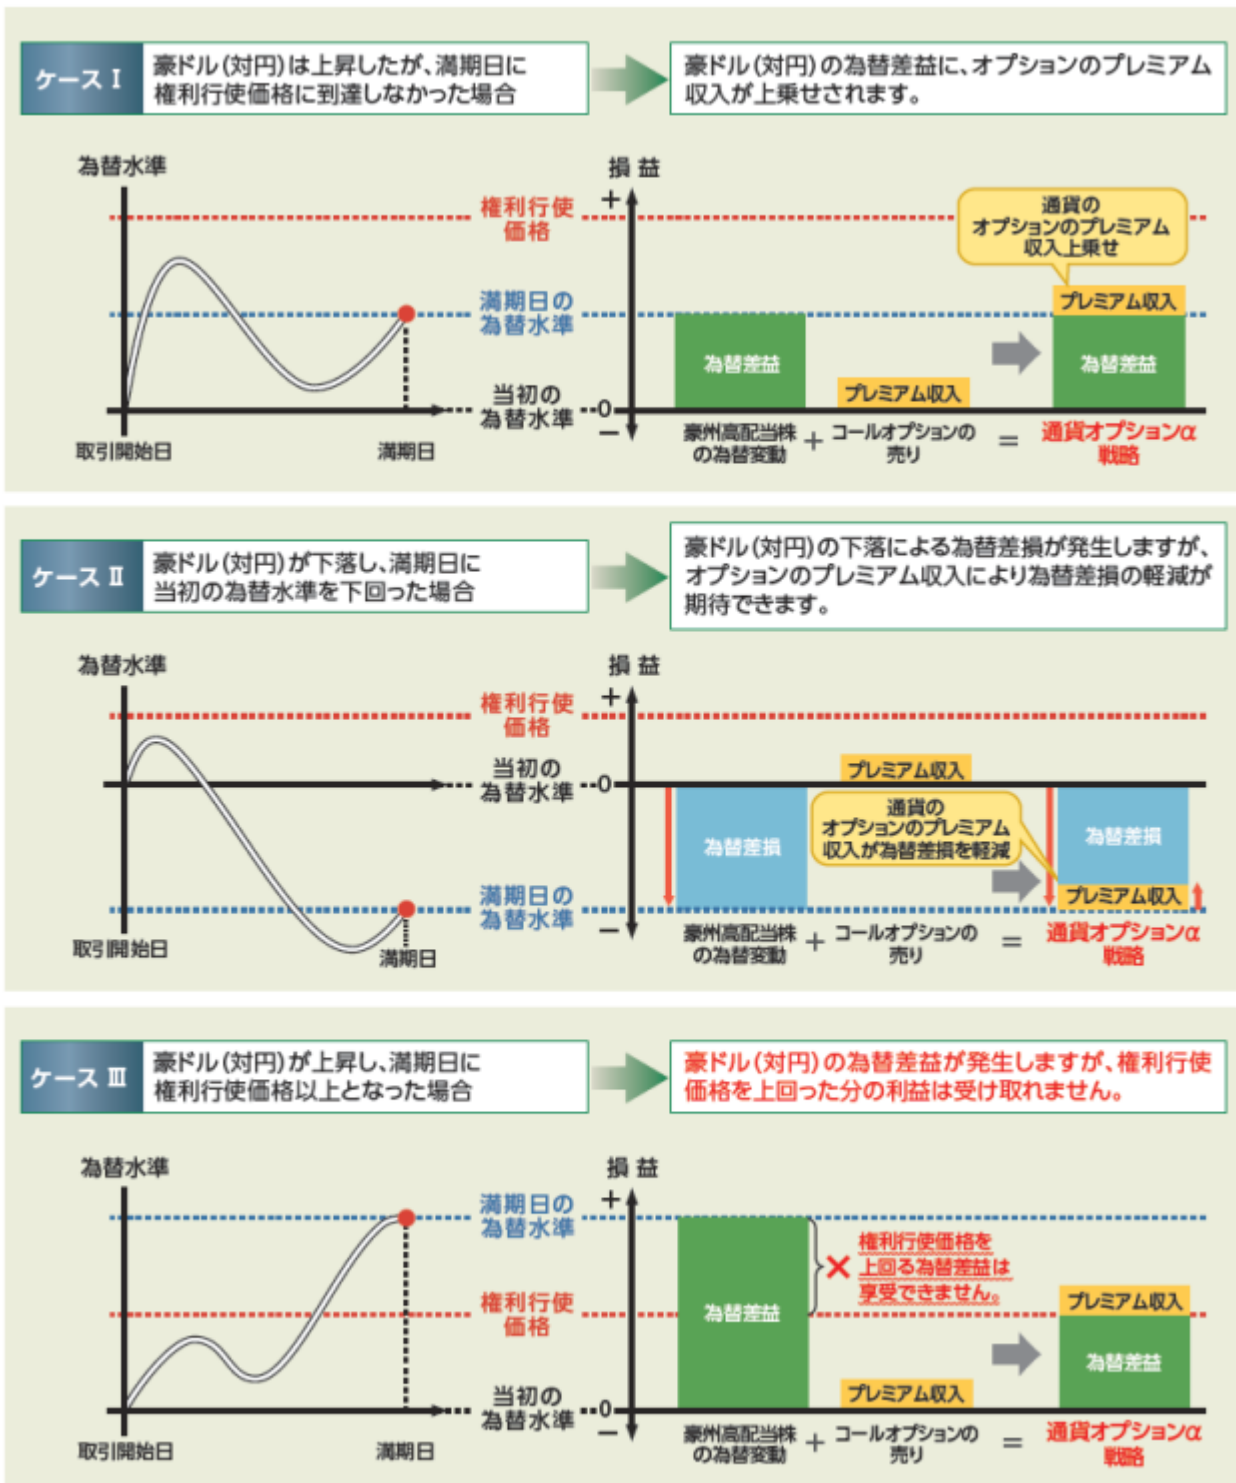 ケース Ⅰ
豪ドル(対円)は上昇したが、満期日に
権利行使価格に到達しなかった場合
豪ドル(対円)の為替差益に、オプションのプレミアム
収入が上乗せされます。
為替水準
権利行使
価格
満期日の
為替水準
当初の
為替水準
取引開始日
満期日
損 益
+
0
−
為替差益
プレミアム収入
通貨の
オプションのプレミアム
収入上乗せ
プレミアム収入
為替差益
豪州高配当株
の為替変動
+
コールオプションの
売り
=
通貨オプションα
戦略
ケース Ⅱ
豪ドル(対円)が下落し、満期日に
当初の為替水準を下回った場合
豪ドル(対円)の下落による為替差損が発生しますが、
オプションのプレミアム収入により為替差損の軽減が
期待できます。
為替水準
権利行使
価格
当初の
為替水準
満期日の
為替水準
取引開始日
満期日
損 益
+
0
−
プレミアム収入
為替差損
通貨の
オプションのプレミアム
収入が為替差損を軽減
為替差損
プレミアム収入
豪州高配当株
の為替変動
+
コールオプションの
売り
=
通貨オプションα
戦略
ケース Ⅲ
豪ドル(対円)が上昇し、満期日に
権利行使価格以上となった場合
豪ドル(対円)の為替差益が発生しますが、権利行使
価格を上回った分の利益は受け取れません。
為替水準
満期日の
為替水準
権利行使
価格
当初の
為替水準
取引開始日
満期日
損 益
+
0
−
為替差益
権利行使価格を
上回る為替差益は
享受できません。
プレミアム収入
プレミアム収入
為替差益
豪州高配当株
の為替変動
+
コールオプションの
売り
=
通貨オプションα
戦略